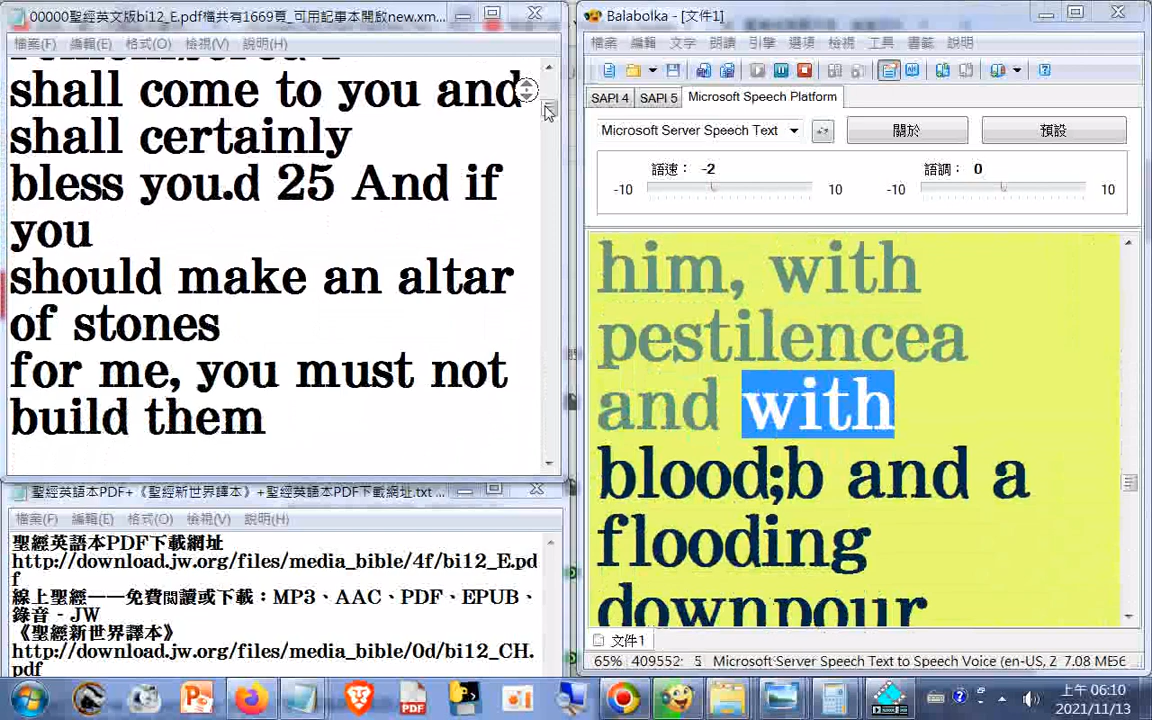 00000聖經英文版bi12_E.pdf檔共有1669頁_可用記事本開啟new.xm...
檔案(F) 編輯(E) 格式(O) 檢視(V) 說明(H)
shall come to you and
shall certainly
bless you.d 25 And if
you
should make an altar
of stones
for me, you must not
build them
聖經英語本PDF+《聖經新世界譯本》+聖經英語本PDF下載網址.txt ...
檔案(F) 編輯(E) 格式(O) 檢視(V) 說明(H)
聖經英語本PDF下載網址
http://download.jw.org/files/media_bible/4f/bi12_E.pd
f
線上聖經——免費閱讀或下載：MP3、AAC、PDF、EPUB、
錄音 - JW
《聖經新世界譯本》
http://download.jw.org/files/media_bible/0d/bi12_CH.
pdf
Balabolka - [文件1]
檔案 編輯 文字 朗讀 引擎 選項 檢視 工具 書籤 說明
SAPI 4 SAPI 5 Microsoft Speech Platform
Microsoft Server Speech Text 關於 預設
語速： -2 語調： 0
-10 10 -10 10
him, with
pestilencea
and with
blood;b and a
flooding
downpour
文件1
65% 409552: 5 Microsoft Server Speech Text to Speech Voice (en-US, Z 7.08 МБ
PDF
上午 06:10
2021/11/13